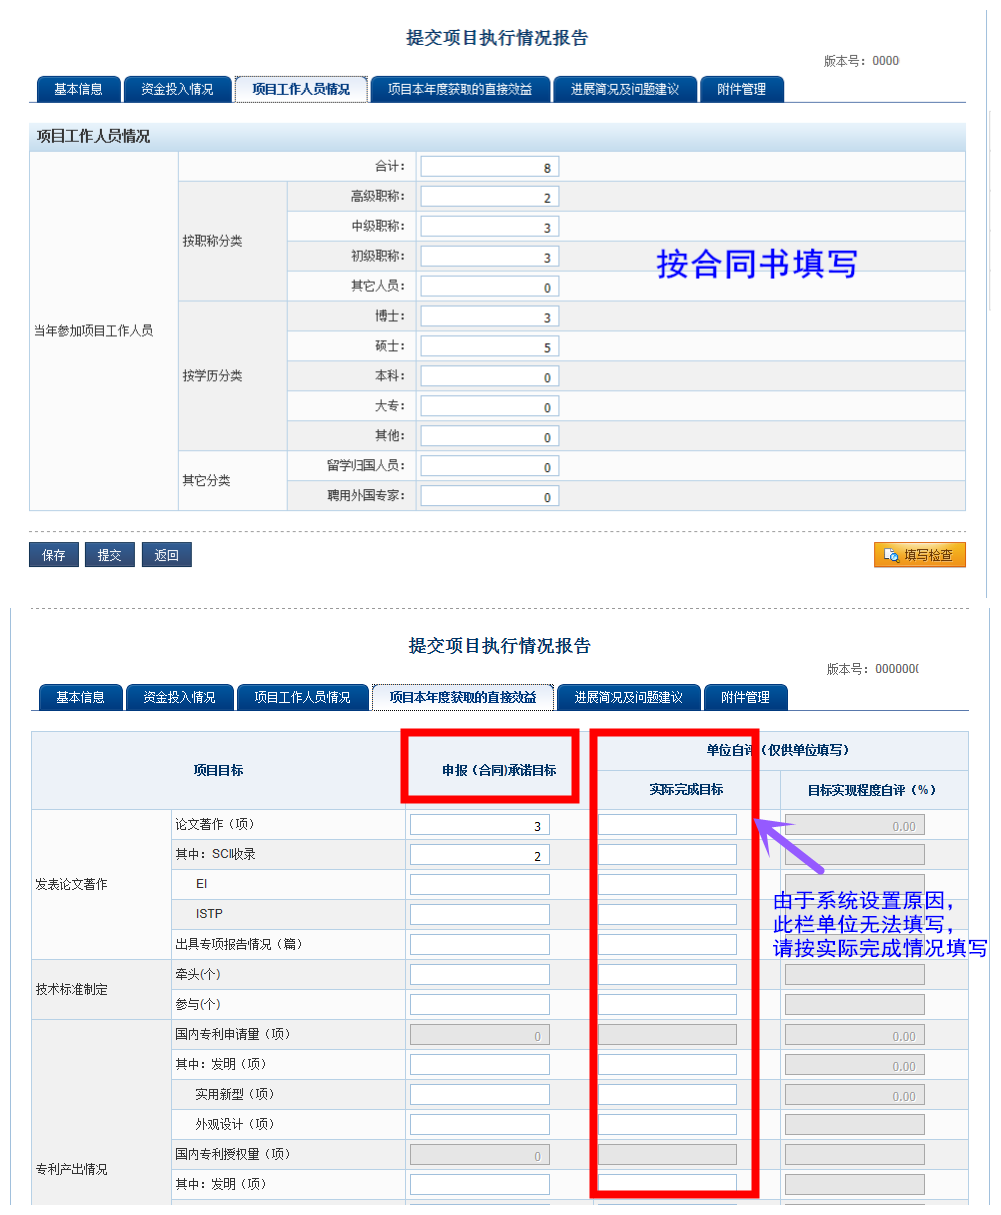 提交项目执行情况报告
版本号：0000
基本信息 资金投入情况 项目工作人员情况 项目本年度获取的直接效益 进展简况及问题建议 附件管理
项目工作人员情况
当年参加项目工作人员
合计： 8
按职称分类
高级职称： 2
中级职称： 3
初级职称： 3
其它人员： 0
按合同书填写
按学历分类
博士： 3
硕士： 5
本科： 0
大专： 0
其他： 0
其它分类
留学归国人员： 0
聘用外国专家： 0
保存 提交 返回 填写检查
提交项目执行情况报告
版本号：0000000
基本信息 资金投入情况 项目工作人员情况 项目本年度获取的直接效益 进展简况及问题建议 附件管理
项目目标 申报（合同)承诺目标 单位自评（仅供单位填写）
实际完成目标 目标实现程度自评（%）
发表论文著作
论文著作（项） 3 0.00
其中：SCI收录 2
EI
ISTP
出具专项报告情况（篇）
由于系统设置原因，
此栏单位无法填写，
请按实际完成情况填写
技术标准制定
牵头(个)
参与(个)
专利产出情况
国内专利申请量（项） 0 0.00
其中：发明（项） 0.00
实用新型（项） 0.00
外观设计（项）
国内专利授权量（项） 0
其中：发明（项）